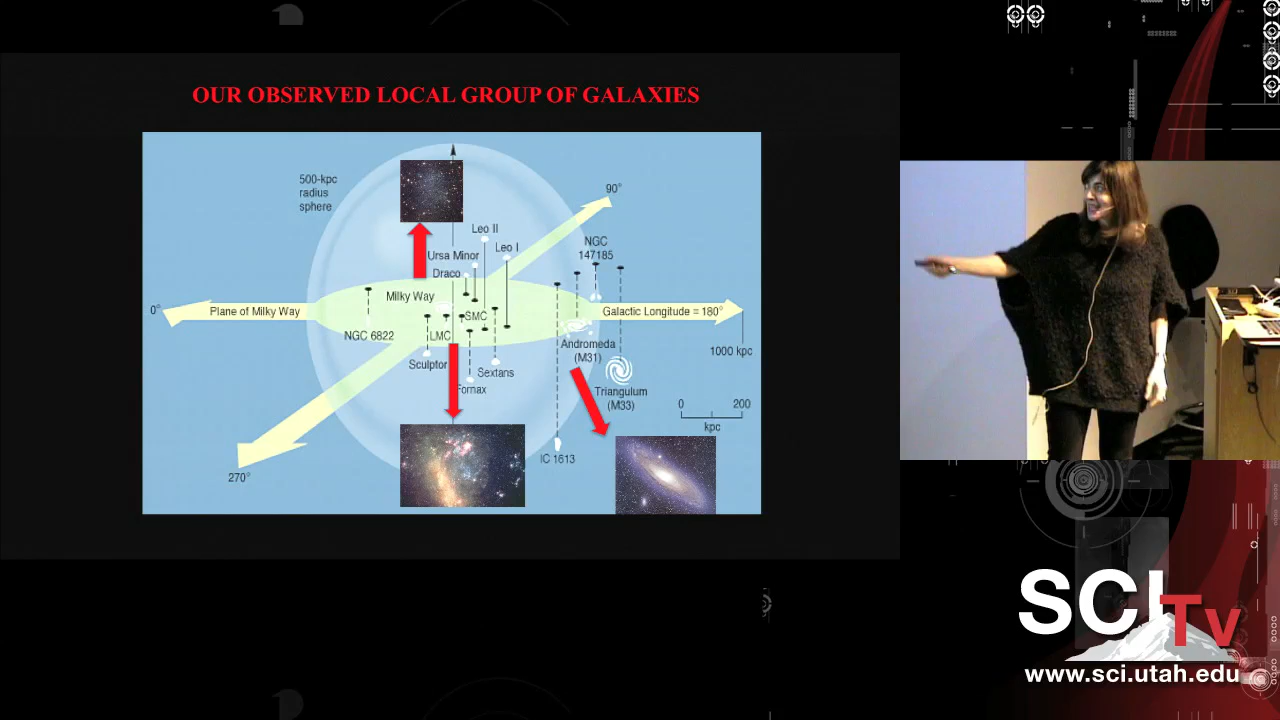 OUR OBSERVED LOCAL GROUP OF GALAXIES
500-kpc
radius
sphere
90°
Leo II
Leo I
NGC
147185
Ursa Minor
Draco
Milky Way
0°
Plane of Milky Way
SMC
Galactic Longitude = 180°
NGC 6822
LMC
Andromeda
(M31)
1000 kpc
Sculptor
Sextans
Fornax
Triangulum
(M33)
0
200
kpc
IC 1613
270°
SCI
Tv
www.sci.utah.edu